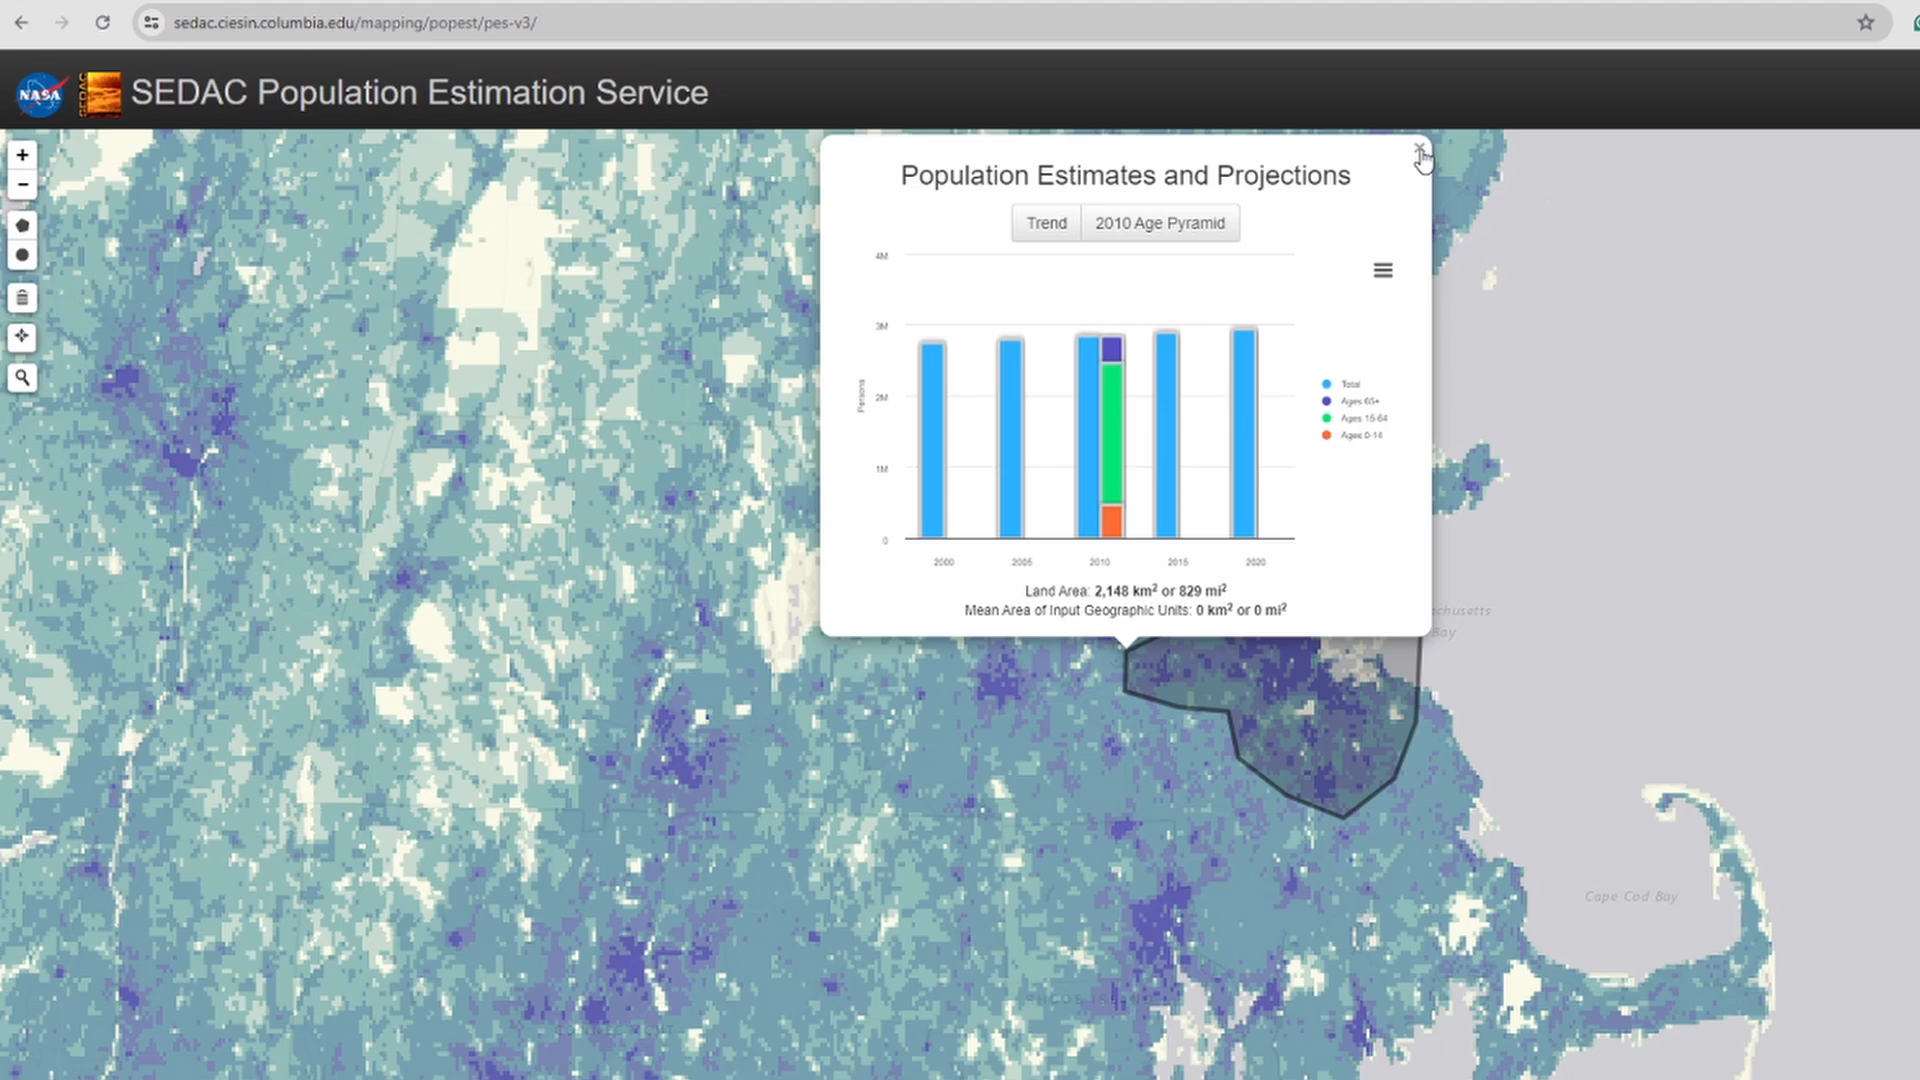 sedac.ciesin.columbia.edu/mapping/popest/pes-v3/
NASA
SEDAC
SEDAC Population Estimation Service
+
−
Population Estimates and Projections
Trend
2010 Age Pyramid
4M
3M
2M
1M
0
Persons
2000
2005
2010
2015
2020
Total
Ages 65+
Ages 15-64
Ages 0-14
Land Area: 2,148 km² or 829 mi²
Mean Area of Input Geographic Units: 0 km² or 0 mi²
chusetts
Bay
Cape Cod Bay